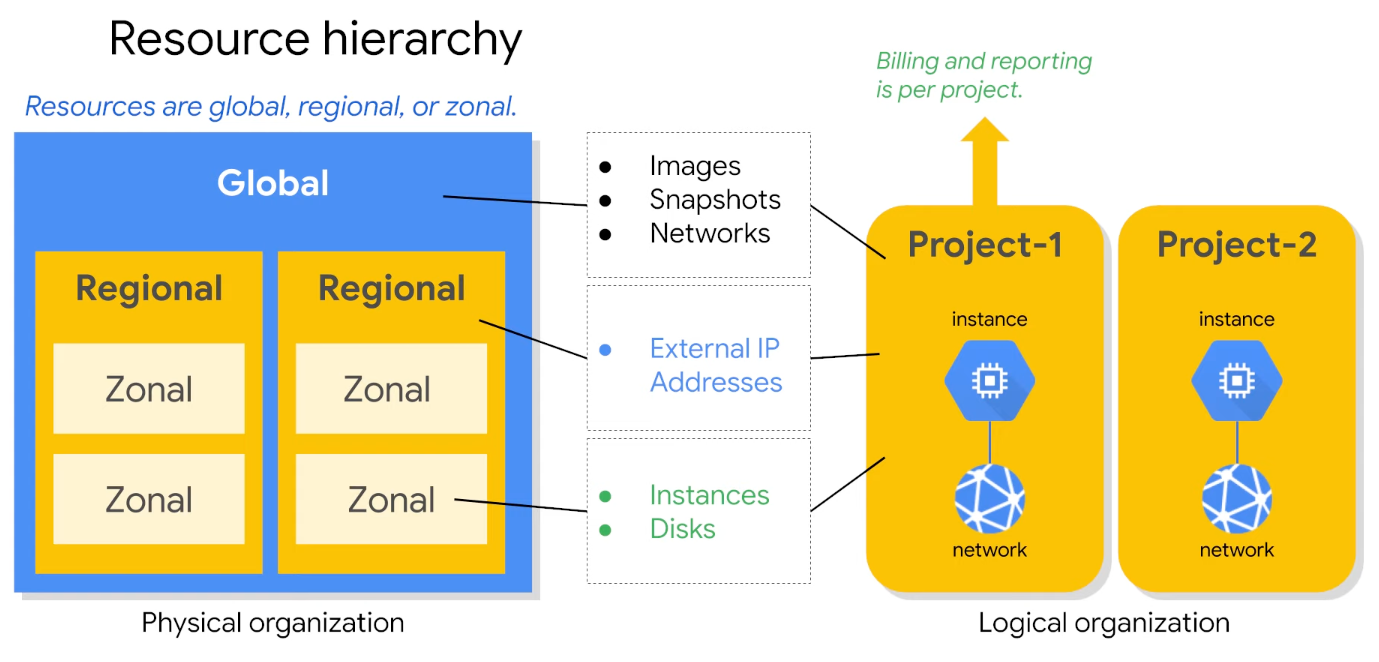 Resource hierarchy
Resources are global, regional, or zonal.
Global
Regional
Zonal
Zonal
Regional
Zonal
Zonal
Physical organization
● Images
● Snapshots
● Networks
● External IP
Addresses
● Instances
● Disks
Billing and reporting
is per project.
Project-1
instance
network
Project-2
instance
network
Logical organization